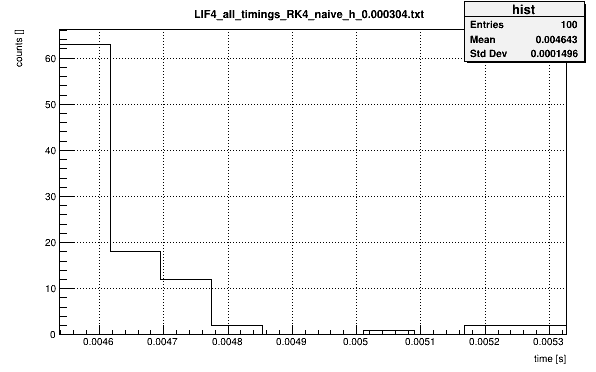 LIF4_all_timings_RK4_naive_h_0.000304.txt
hist
Entries 100
Mean 0.004643
Std Dev 0.0001496
counts []
60
50
40
30
20
10
0
0.0046 0.0047 0.0048 0.0049 0.005 0.0051 0.0052 0.0053
time [s]